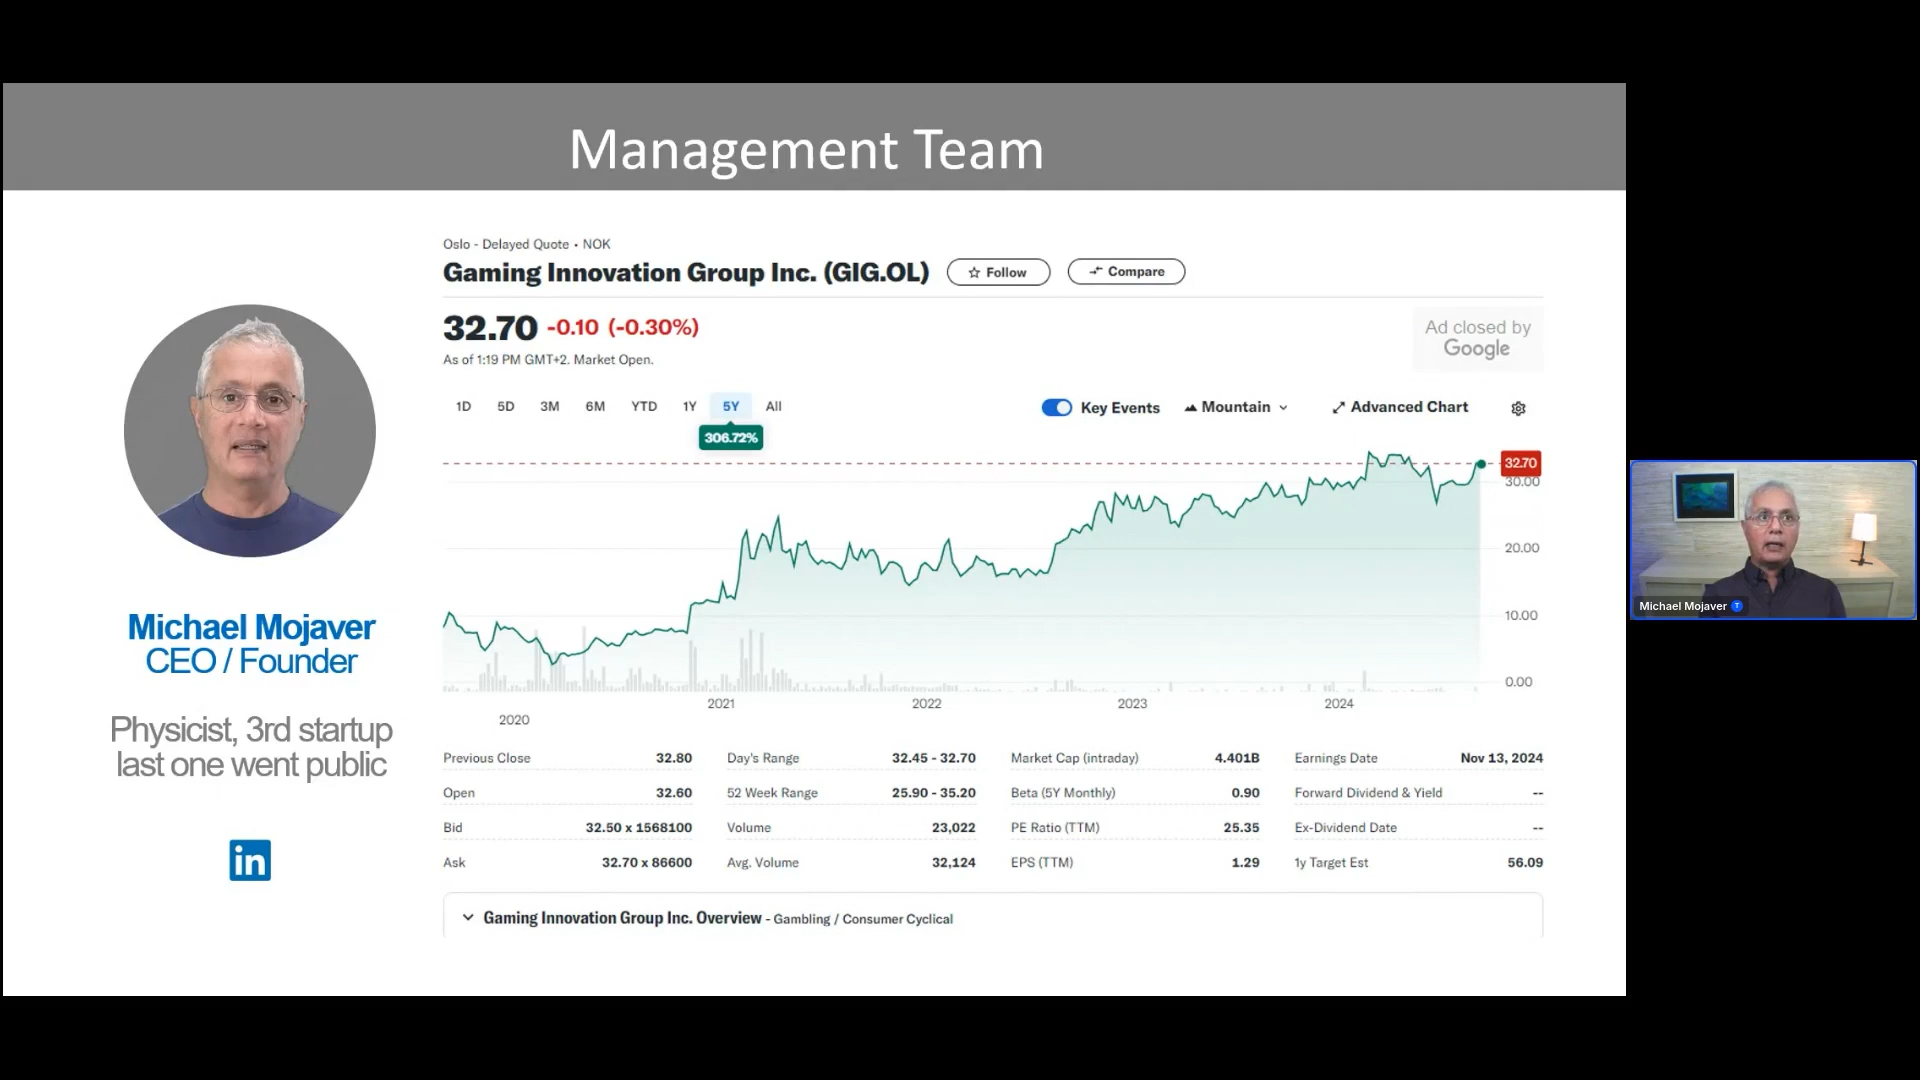 Management Team
Oslo - Delayed Quote • NOK
Gaming Innovation Group Inc. (GIG.OL)
Follow
Compare
32.70 -0.10 (-0.30%)
As of 1:19 PM GMT+2. Market Open.
Ad closed by
Google
1D 5D 3M 6M YTD 1Y 5Y All
306.72%
Key Events
Mountain
Advanced Chart
32.70
30.00
20.00
10.00
0.00
2020 2021 2022 2023 2024
Previous Close 32.80 Day's Range 32.45 - 32.70 Market Cap (intraday) 4.401B Earnings Date Nov 13, 2024
Open 32.60 52 Week Range 25.90 - 35.20 Beta (5Y Monthly) 0.90 Forward Dividend & Yield --
Bid 32.50 x 1568100 Volume 23,022 PE Ratio (TTM) 25.35 Ex-Dividend Date --
Ask 32.70 x 86600 Avg. Volume 32,124 EPS (TTM) 1.29 1y Target Est 56.09
Gaming Innovation Group Inc. Overview - Gambling / Consumer Cyclical
Michael Mojaver
CEO / Founder
Physicist, 3rd startup
last one went public
in
Michael Mojaver T